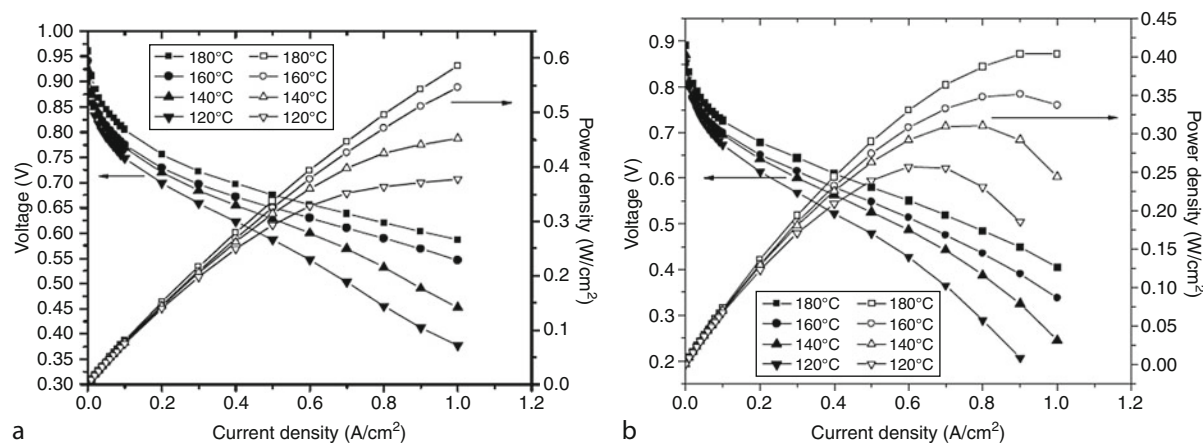 1.00
0.95
0.90
0.85
0.80
0.75
0.70
0.65
0.60
0.55
0.50
0.45
0.40
0.35
0.30
Voltage (V)
180°C 180°C
160°C 160°C
140°C 140°C
120°C 120°C
0.6
0.5
0.4
0.3
0.2
0.1
0.0
Power density (W/cm²)
0.0 0.2 0.4 0.6 0.8 1.0 1.2
Current density (A/cm²)
a
0.9
0.8
0.7
0.6
0.5
0.4
0.3
0.2
Voltage (V)
180°C 180°C
160°C 160°C
140°C 140°C
120°C 120°C
0.45
0.40
0.35
0.30
0.25
0.20
0.15
0.10
0.05
0.00
Power density (W/cm²)
0.0 0.2 0.4 0.6 0.8 1.0 1.2
Current density (A/cm²)
b